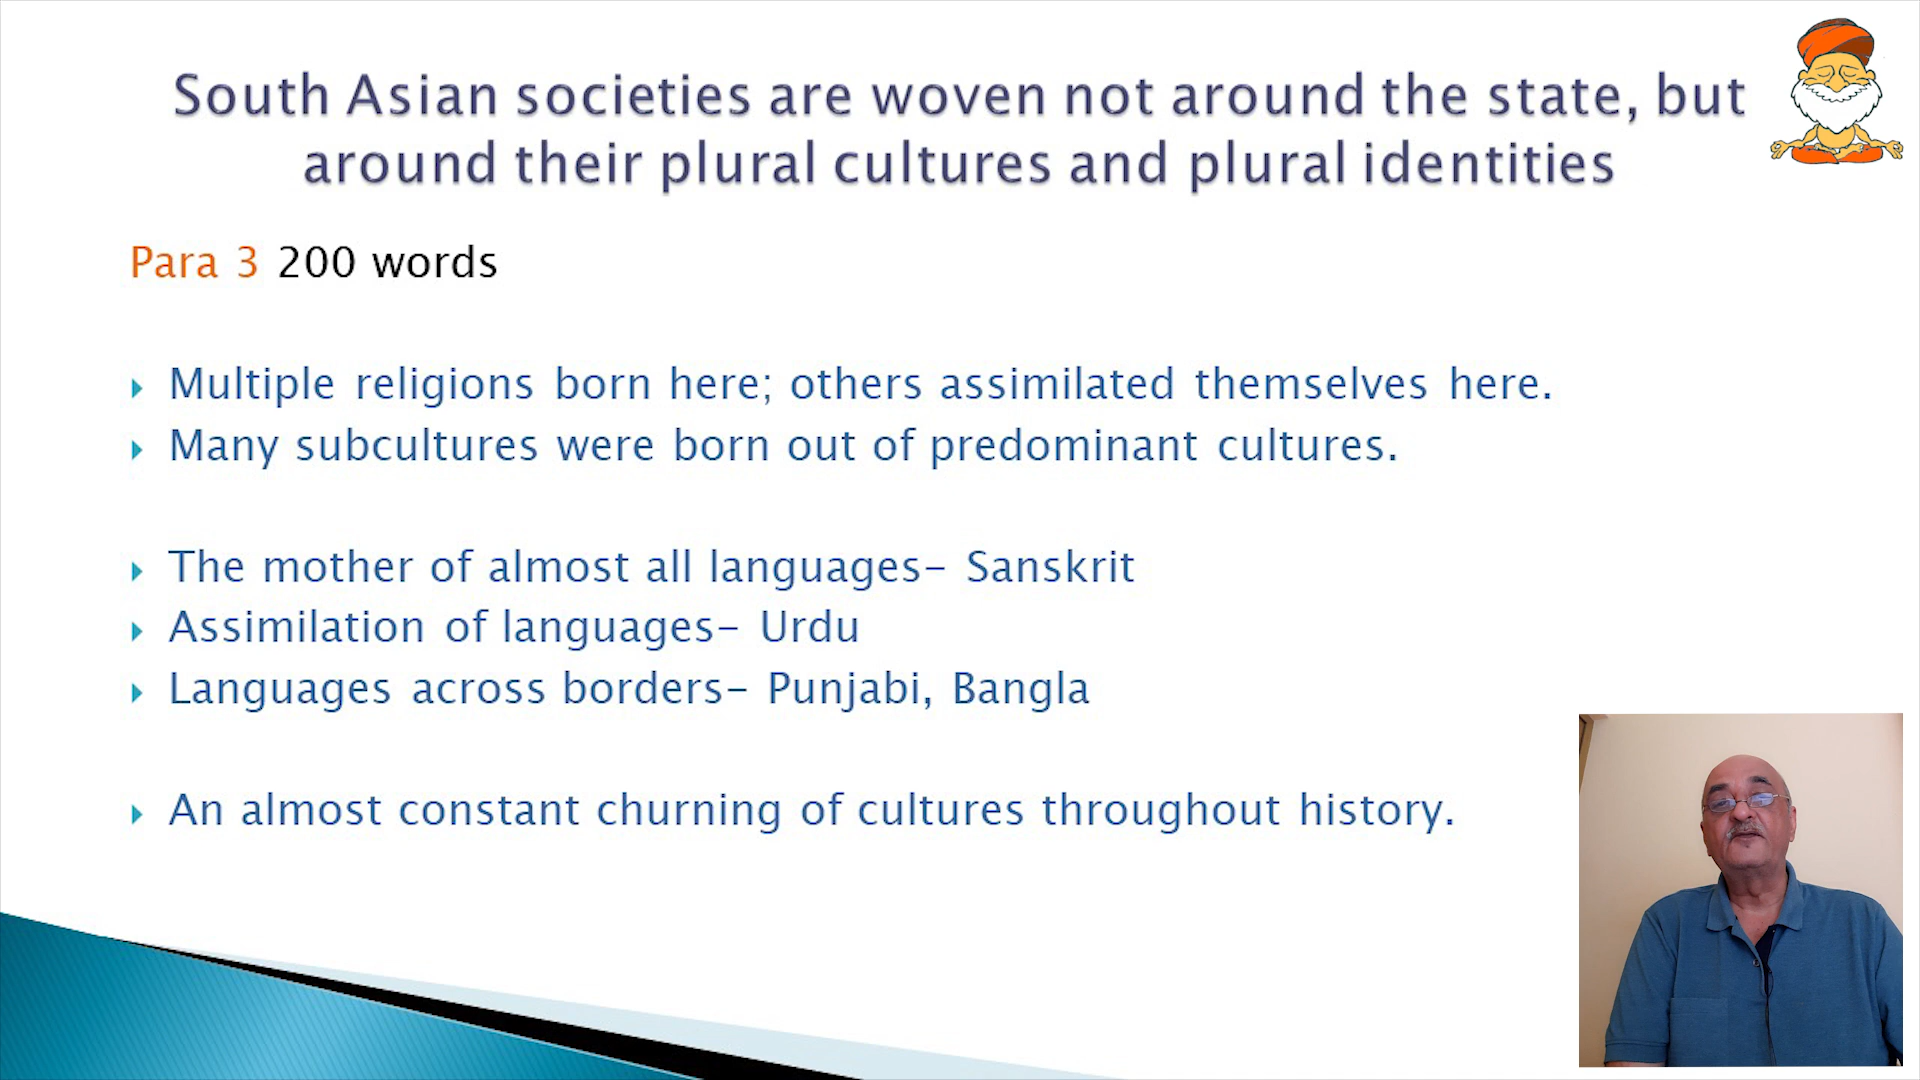 South Asian societies are woven not around the state, but
around their plural cultures and plural identities
Para 3 200 words
Multiple religions born here; others assimilated themselves here.
Many subcultures were born out of predominant cultures.
The mother of almost all languages- Sanskrit
Assimilation of languages- Urdu
Languages across borders- Punjabi, Bangla
An almost constant churning of cultures throughout history.